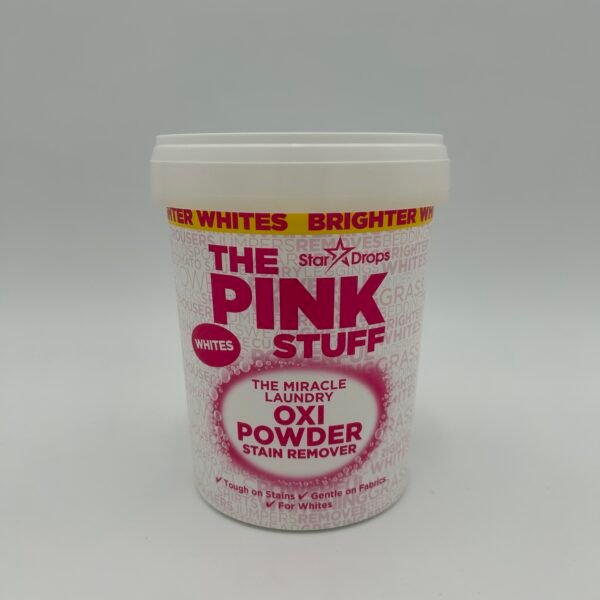 TER WHITES BRIGHTER WH
THE
Star Drops
PINK
STUFF
WHITES
THE MIRACLE
LAUNDRY
OXI
POWDER
STAIN REMOVER
✓ Tough on Stains ✓ Gentle on Fabrics
✓ For Whites